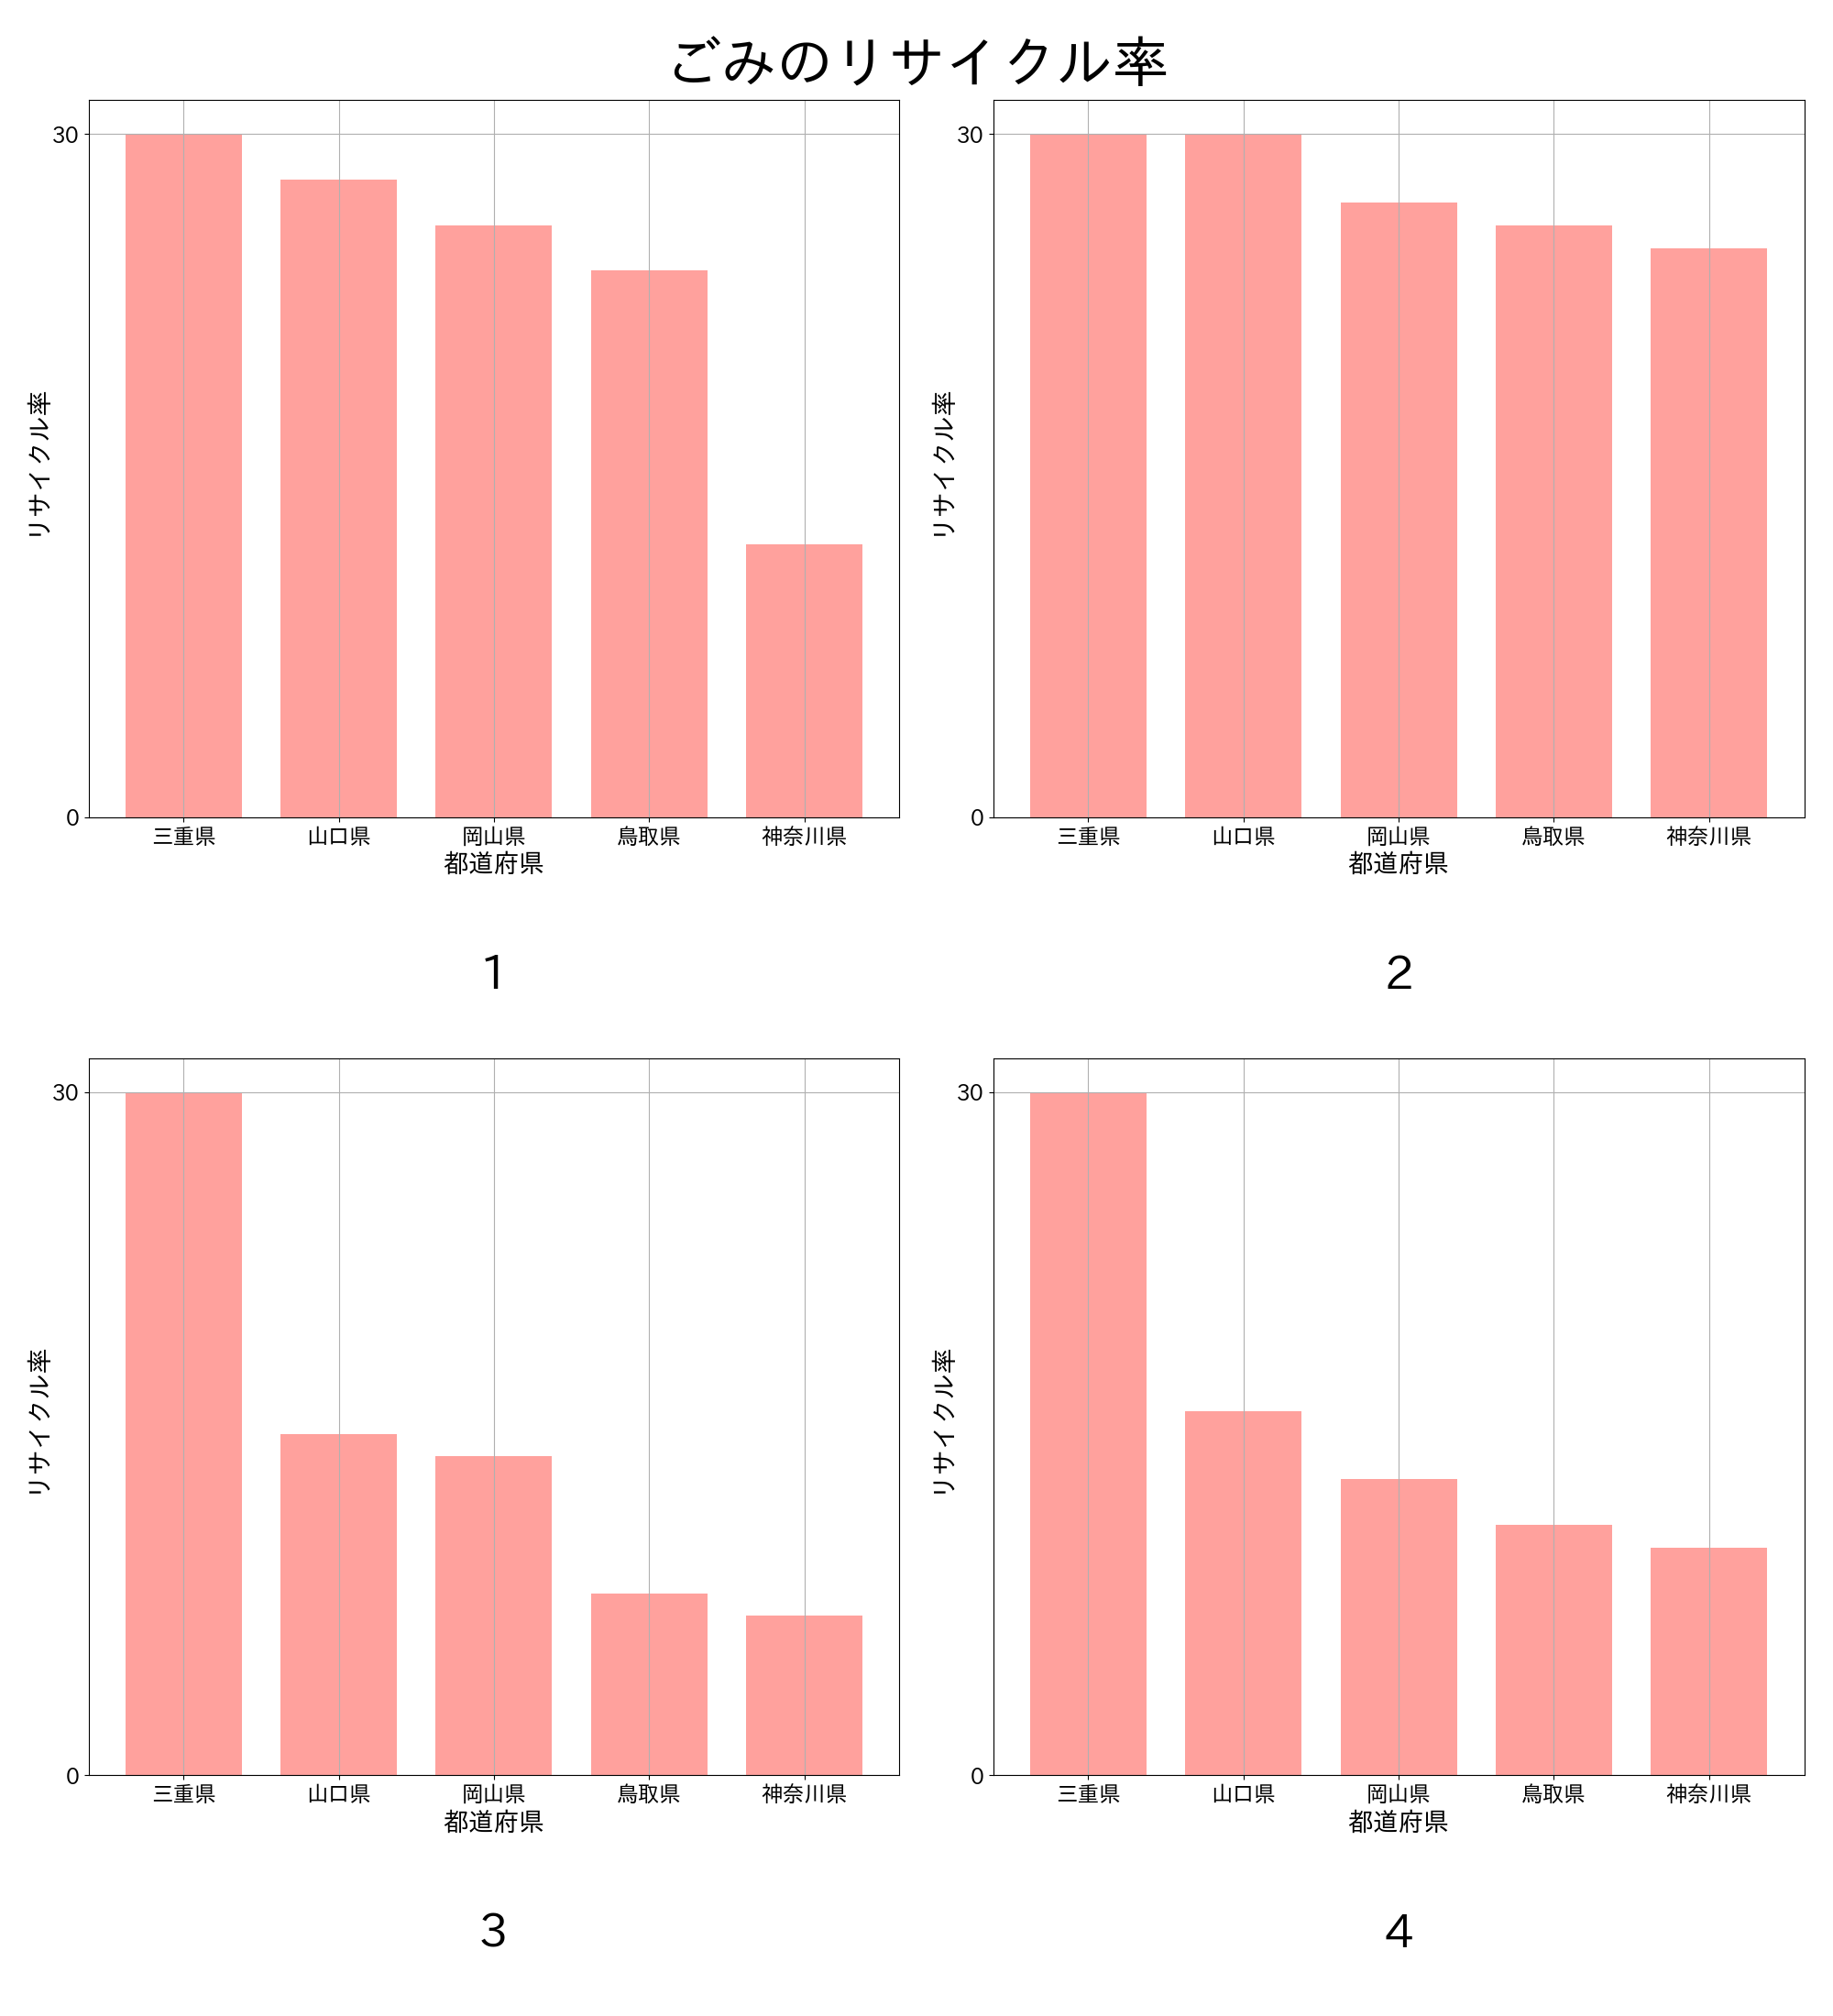 ごみのリサイクル率
30
0
リサイクル率
三重県 山口県 岡山県 鳥取県 神奈川県
都道府県
1
30
0
リサイクル率
三重県 山口県 岡山県 鳥取県 神奈川県
都道府県
2
30
0
リサイクル率
三重県 山口県 岡山県 鳥取県 神奈川県
都道府県
3
30
0
リサイクル率
三重県 山口県 岡山県 鳥取県 神奈川県
都道府県
4